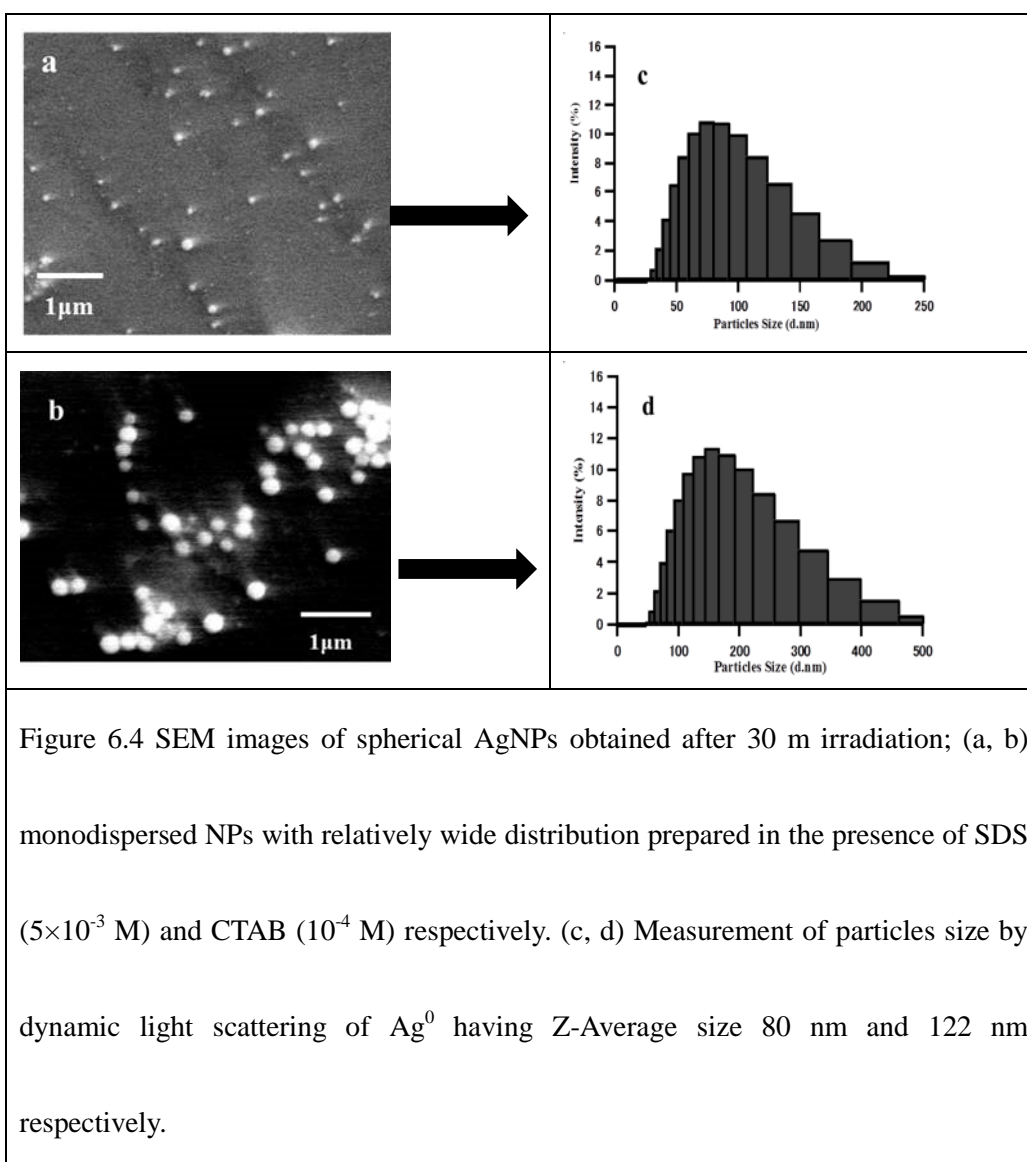 a
1μm
c
Intensity (%)
16
14
12
10
8
6
4
2
0
0 50 100 150 200 250
Particles Size (d.nm)
b
1μm
d
Intensity (%)
16
14
12
10
8
6
4
2
0
0 100 200 300 400 500
Particles Size (d.nm)
Figure 6.4 SEM images of spherical AgNPs obtained after 30 m irradiation; (a, b)
monodispersed NPs with relatively wide distribution prepared in the presence of SDS
(5×10⁻³ M) and CTAB (10⁻⁴ M) respectively. (c, d) Measurement of particles size by
dynamic light scattering of Ag⁰ having Z-Average size 80 nm and 122 nm
respectively.